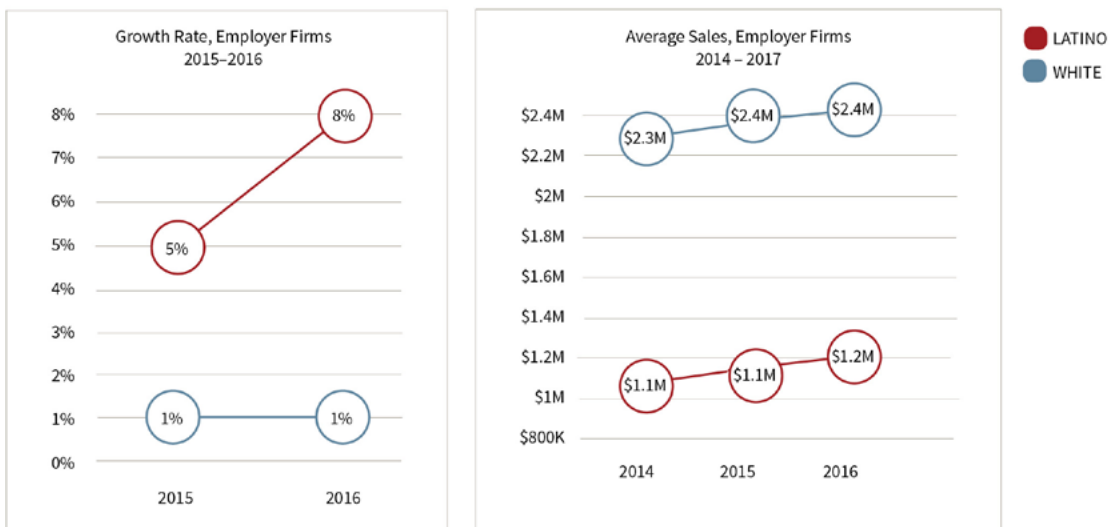 Growth Rate, Employer Firms
2015–2016
8%
7%
6%
5%
4%
3%
2%
1%
0%
8%
5%
1%
1%
2015
2016
Average Sales, Employer Firms
2014 – 2017
$2.4M
$2.2M
$2M
$1.8M
$1.6M
$1.4M
$1.2M
$1M
$800K
$2.3M
$2.4M
$2.4M
$1.1M
$1.1M
$1.2M
2014
2015
2016
LATINO
WHITE